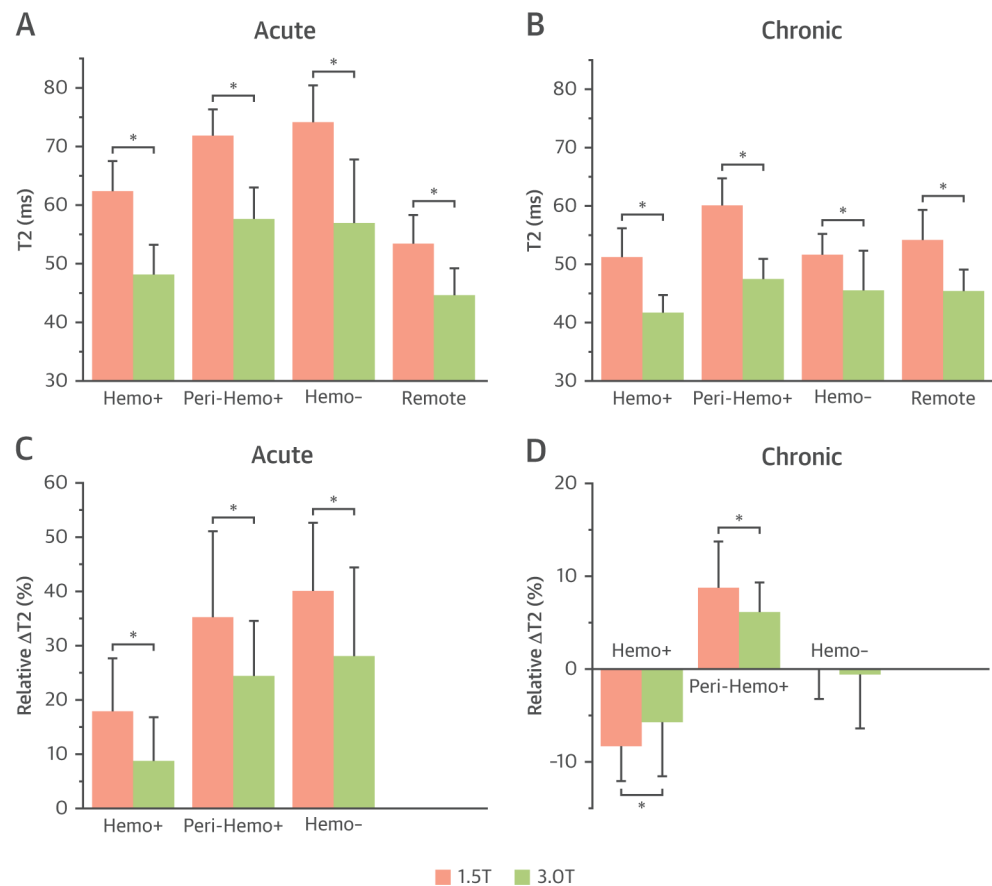 A
Acute
T2 (ms)
80
70
60
50
40
30
*
*
*
*
Hemo+ Peri-Hemo+ Hemo– Remote
B
Chronic
T2 (ms)
80
70
60
50
40
30
*
*
*
*
Hemo+ Peri-Hemo+ Hemo– Remote
C
Acute
Relative ΔT2 (%)
60
50
40
30
20
10
0
*
*
*
Hemo+ Peri-Hemo+ Hemo–
D
Chronic
Relative ΔT2 (%)
20
10
0
-10
*
Hemo+ Hemo–
Peri-Hemo+
*
1.5T 3.0T